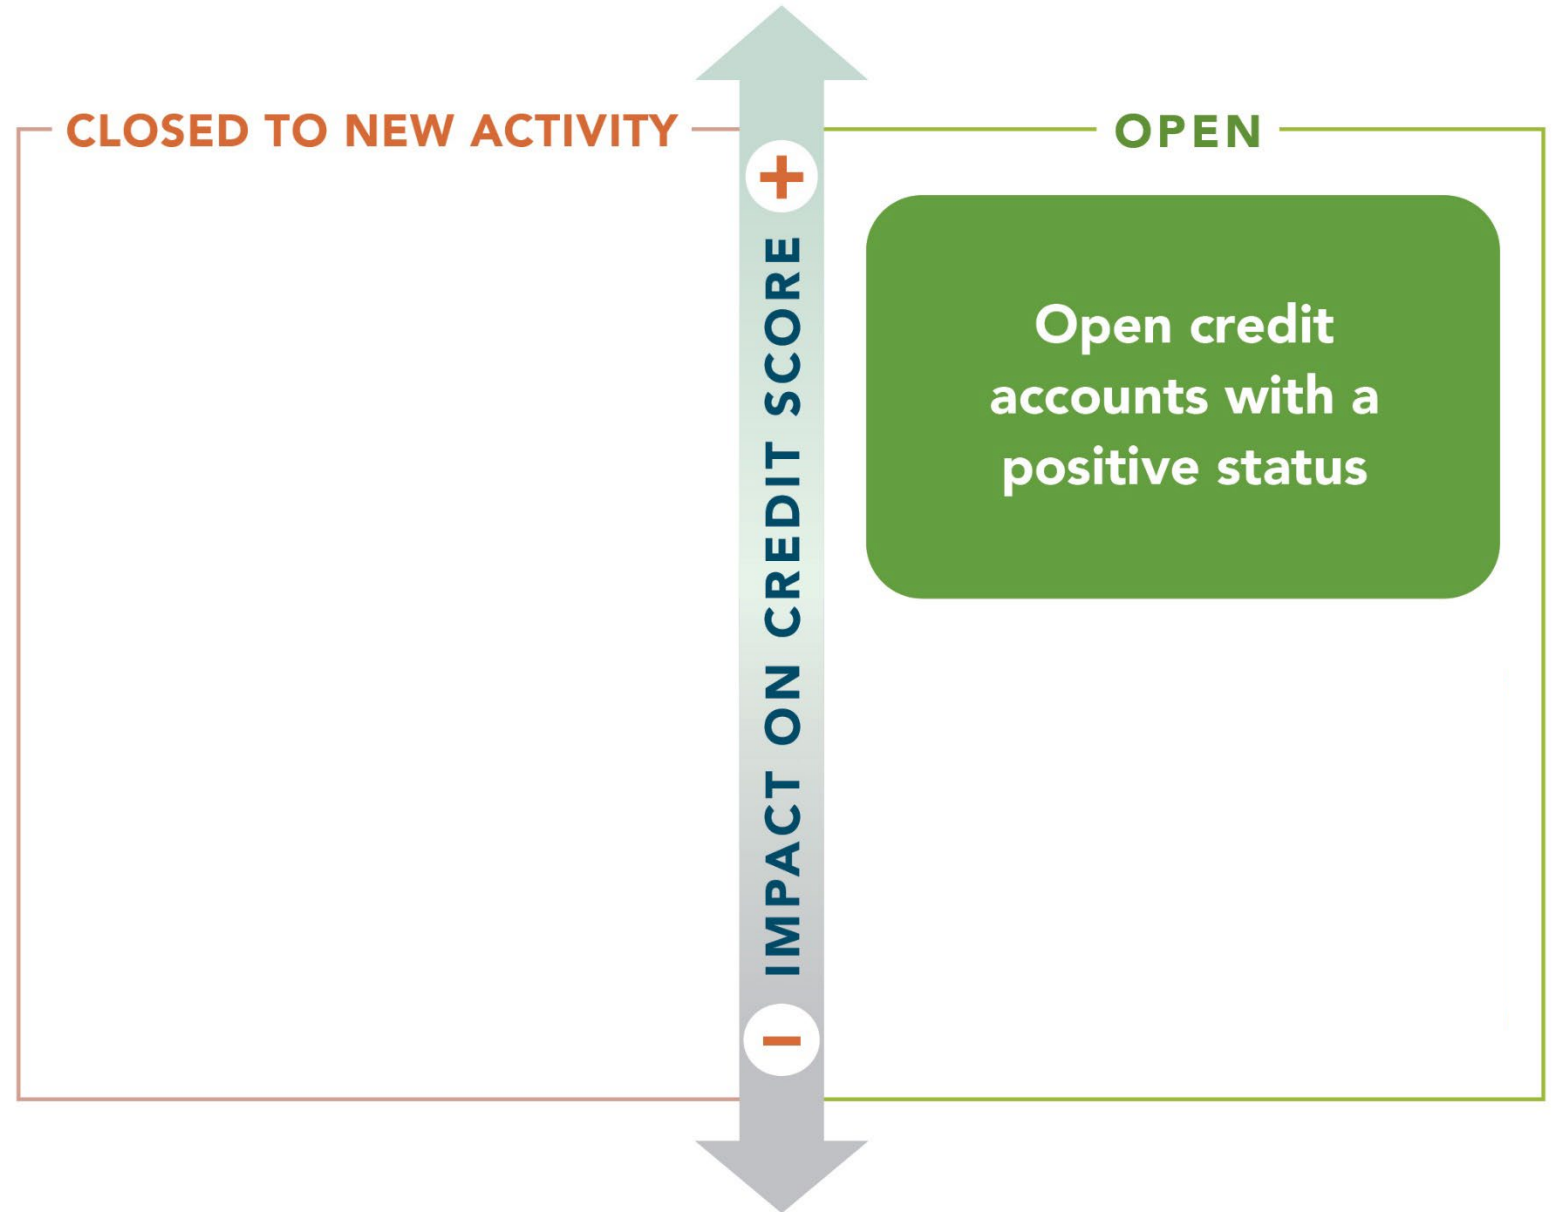 CLOSED TO NEW ACTIVITY
OPEN
+
IMPACT ON CREDIT SCORE
–
Open credit
accounts with a
positive status